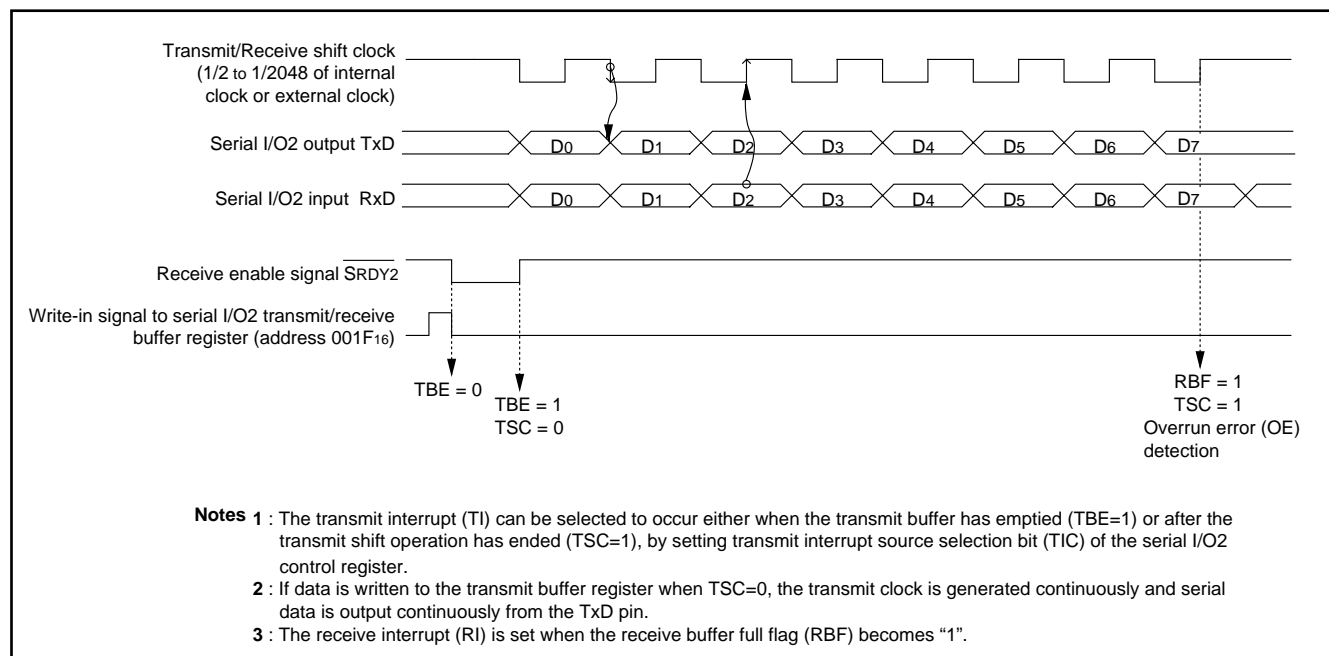 Transmit/Receive shift clock
(1/2 to 1/2048 of internal
clock or external clock)
Serial I/O2 output TxD
D0 D1 D2 D3 D4 D5 D6 D7
Serial I/O2 input RxD
D0 D1 D2 D3 D4 D5 D6 D7
Receive enable signal SRDY2
Write-in signal to serial I/O2 transmit/receive
buffer register (address 001F16)
TBE = 0
TBE = 1
TSC = 0
RBF = 1
TSC = 1
Overrun error (OE)
detection
Notes 1 : The transmit interrupt (TI) can be selected to occur either when the transmit buffer has emptied (TBE=1) or after the
transmit shift operation has ended (TSC=1), by setting transmit interrupt source selection bit (TIC) of the serial I/O2
control register.
2 : If data is written to the transmit buffer register when TSC=0, the transmit clock is generated continuously and serial
data is output continuously from the TxD pin.
3 : The receive interrupt (RI) is set when the receive buffer full flag (RBF) becomes “1”.